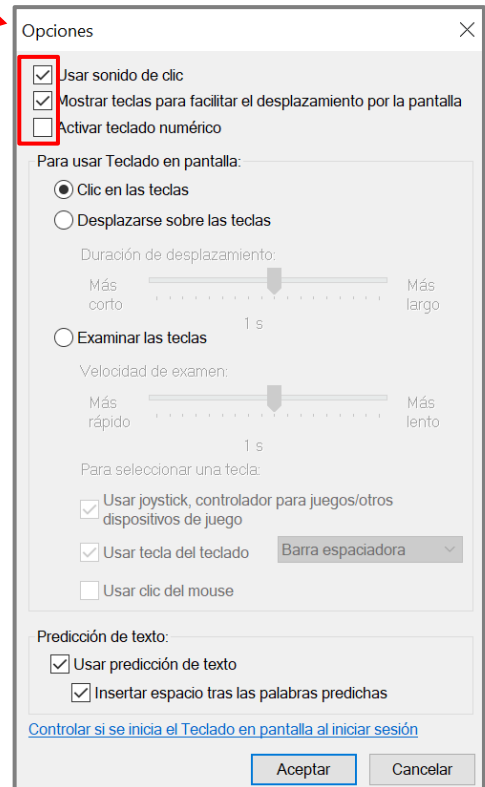 Opciones
Usar sonido de clic
Mostrar teclas para facilitar el desplazamiento por la pantalla
Activar teclado numérico
Para usar Teclado en pantalla:
Clic en las teclas
Desplazarse sobre las teclas
Duración de desplazamiento:
Más corto
Más largo
1 s
Examinar las teclas
Velocidad de examen:
Más rápido
Más lento
1 s
Para seleccionar una tecla:
Usar joystick, controlador para juegos/otros
dispositivos de juego
Usar tecla del teclado Barra espaciadora
Usar clic del mouse
Predicción de texto:
Usar predicción de texto
Insertar espacio tras las palabras predichas
Controlar si se inicia el Teclado en pantalla al iniciar sesión
Aceptar Cancelar